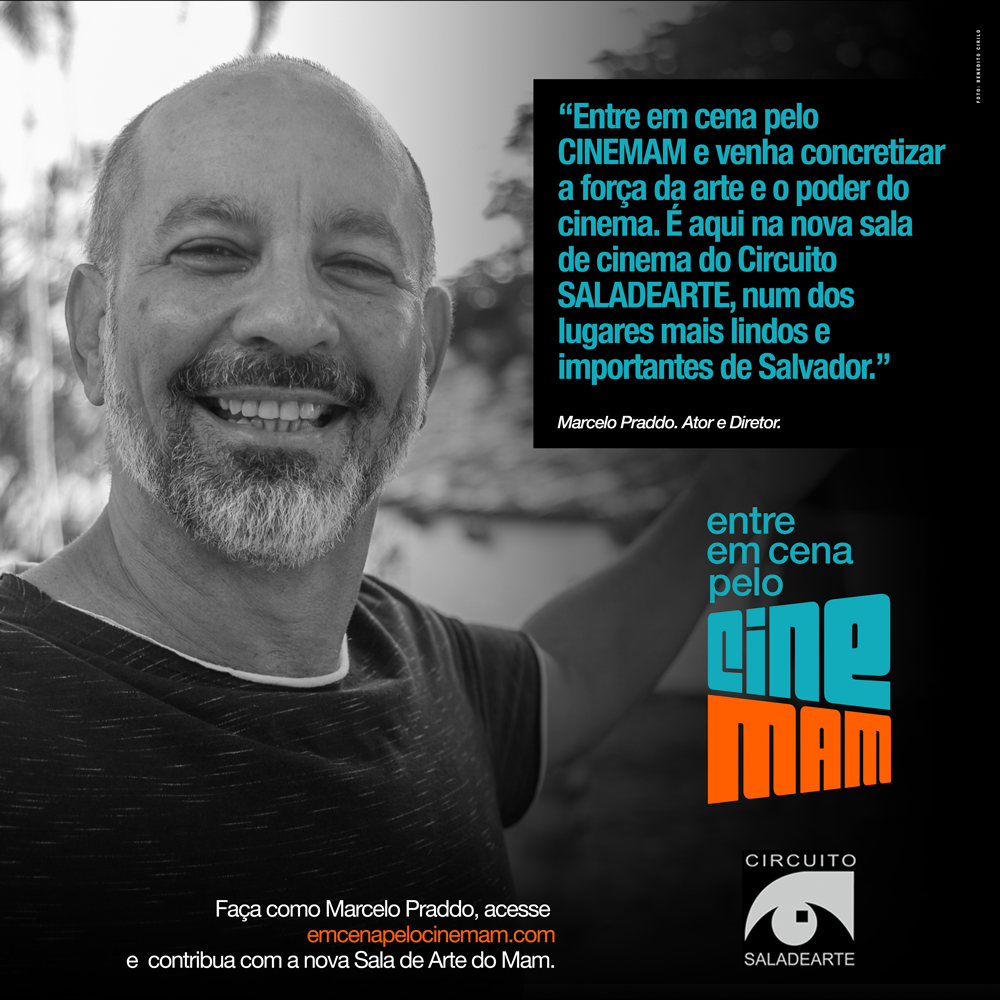 FOTO: BENEDITO CIRILO
“Entre em cena pelo
CINEMAM e venha concretizar
a força da arte e o poder do
cinema. É aqui na nova sala
de cinema do Circuito
SALADEARTE, num dos
lugares mais lindos e
importantes de Salvador.”
Marcelo Praddo. Ator e Diretor.
entre
em cena
pelo
cine
MAM
CIRCUITO
SALADEARTE
Faça como Marcelo Praddo, acesse
emcenapelocinemam.com
e contribua com a nova Sala de Arte do Mam.